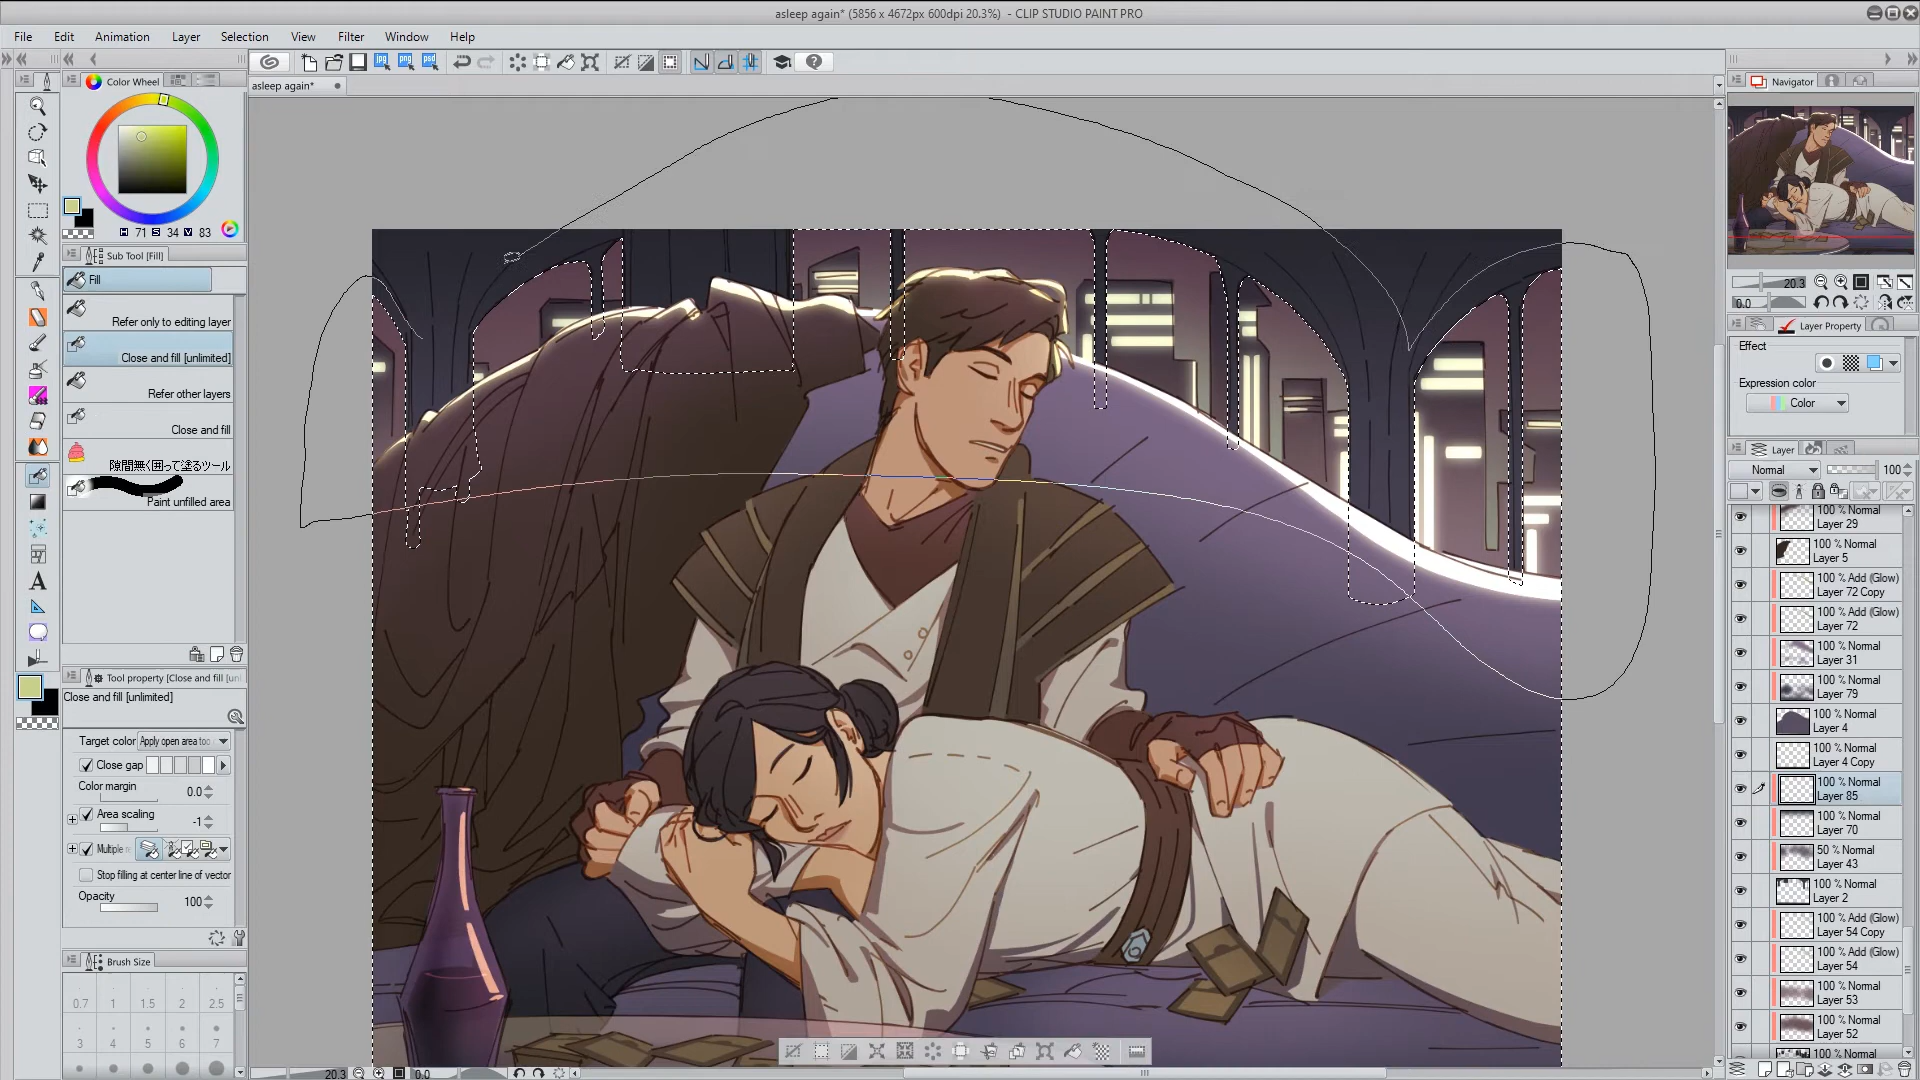 asleep again* (5856 x 4672px 600dpi 20.3%) - CLIP STUDIO PAINT PRO
File Edit Animation Layer Selection View Filter Window Help
asleep again*
Color Wheel
H 71 S 34 V 83
Sub Tool [Fill]
Fill
Refer only to editing layer
Close and fill [unlimited]
Refer other layers
Close and fill
隙間無く囲って塗るツール
Paint unfilled area
Tool property [Close and fill [unl
Close and fill [unlimited]
Target color Apply open area too
Close gap
Color margin 0.0
Area scaling -1
Multiple re
Stop filling at center line of vector
Opacity 100
Brush Size
0.7 1 1.5 2 2.5
3 4 5 6 7
20.3 0.0
Navigator
20.3
0.0
Layer Property
Effect
Expression color
Color
Layer
Normal 100
100 % Normal
Layer 29
100 % Normal
Layer 5
100 % Add (Glow)
Layer 72 Copy
100 % Add (Glow)
Layer 72
100 % Normal
Layer 31
100 % Normal
Layer 79
100 % Normal
Layer 4
100 % Normal
Layer 4 Copy
100 % Normal
Layer 85
100 % Normal
Layer 70
50 % Normal
Layer 43
100 % Normal
Layer 2
100 % Add (Glow)
Layer 54 Copy
100 % Add (Glow)
Layer 54
100 % Normal
Layer 53
100 % Normal
Layer 52
100 % Normal